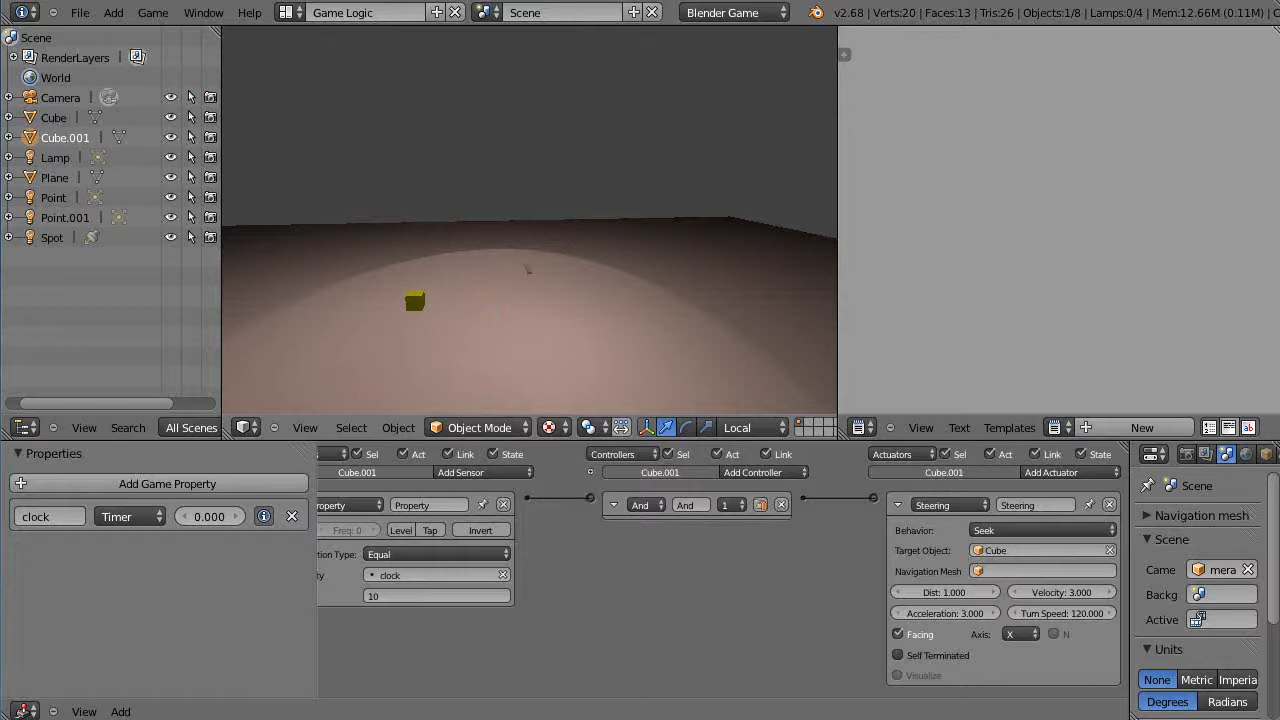 File Add Game Window Help Game Logic Scene Blender Game v2.68 | Verts:20 | Faces:13 | Tris:26 | Objects:1/8 | Lamps:0/4 | Mem:12.66M (0.11M) |
Scene
RenderLayers |
World
Camera |
Cube |
Cube.001 |
Lamp |
Plane |
Point |
Point.001 |
Spot |
View Search All Scenes View Select Object Object Mode Local View Text Templates New
Properties
Add Game Property
clock Timer 0.000
Sel Act Link State
Cube.001 Add Sensor
roperty Property
Freq: 0 Level Tap Invert
tion Type: Equal
y clock
10
Controllers Sel Act Link
Cube.001 Add Controller
And And 1
Actuators Sel Act Link State
Cube.001 Add Actuator
Steering Steering
Behavior: Seek
Target Object: Cube
Navigation Mesh:
Dist: 1.000 Velocity: 3.000
Acceleration: 3.000 Turn Speed: 120.000
Facing Axis: X N
Self Terminated
Visualize
Scene
Navigation mesh
Scene
Came mera
Backg
Active
Units
None Metric Imperia
Degrees Radians
View Add